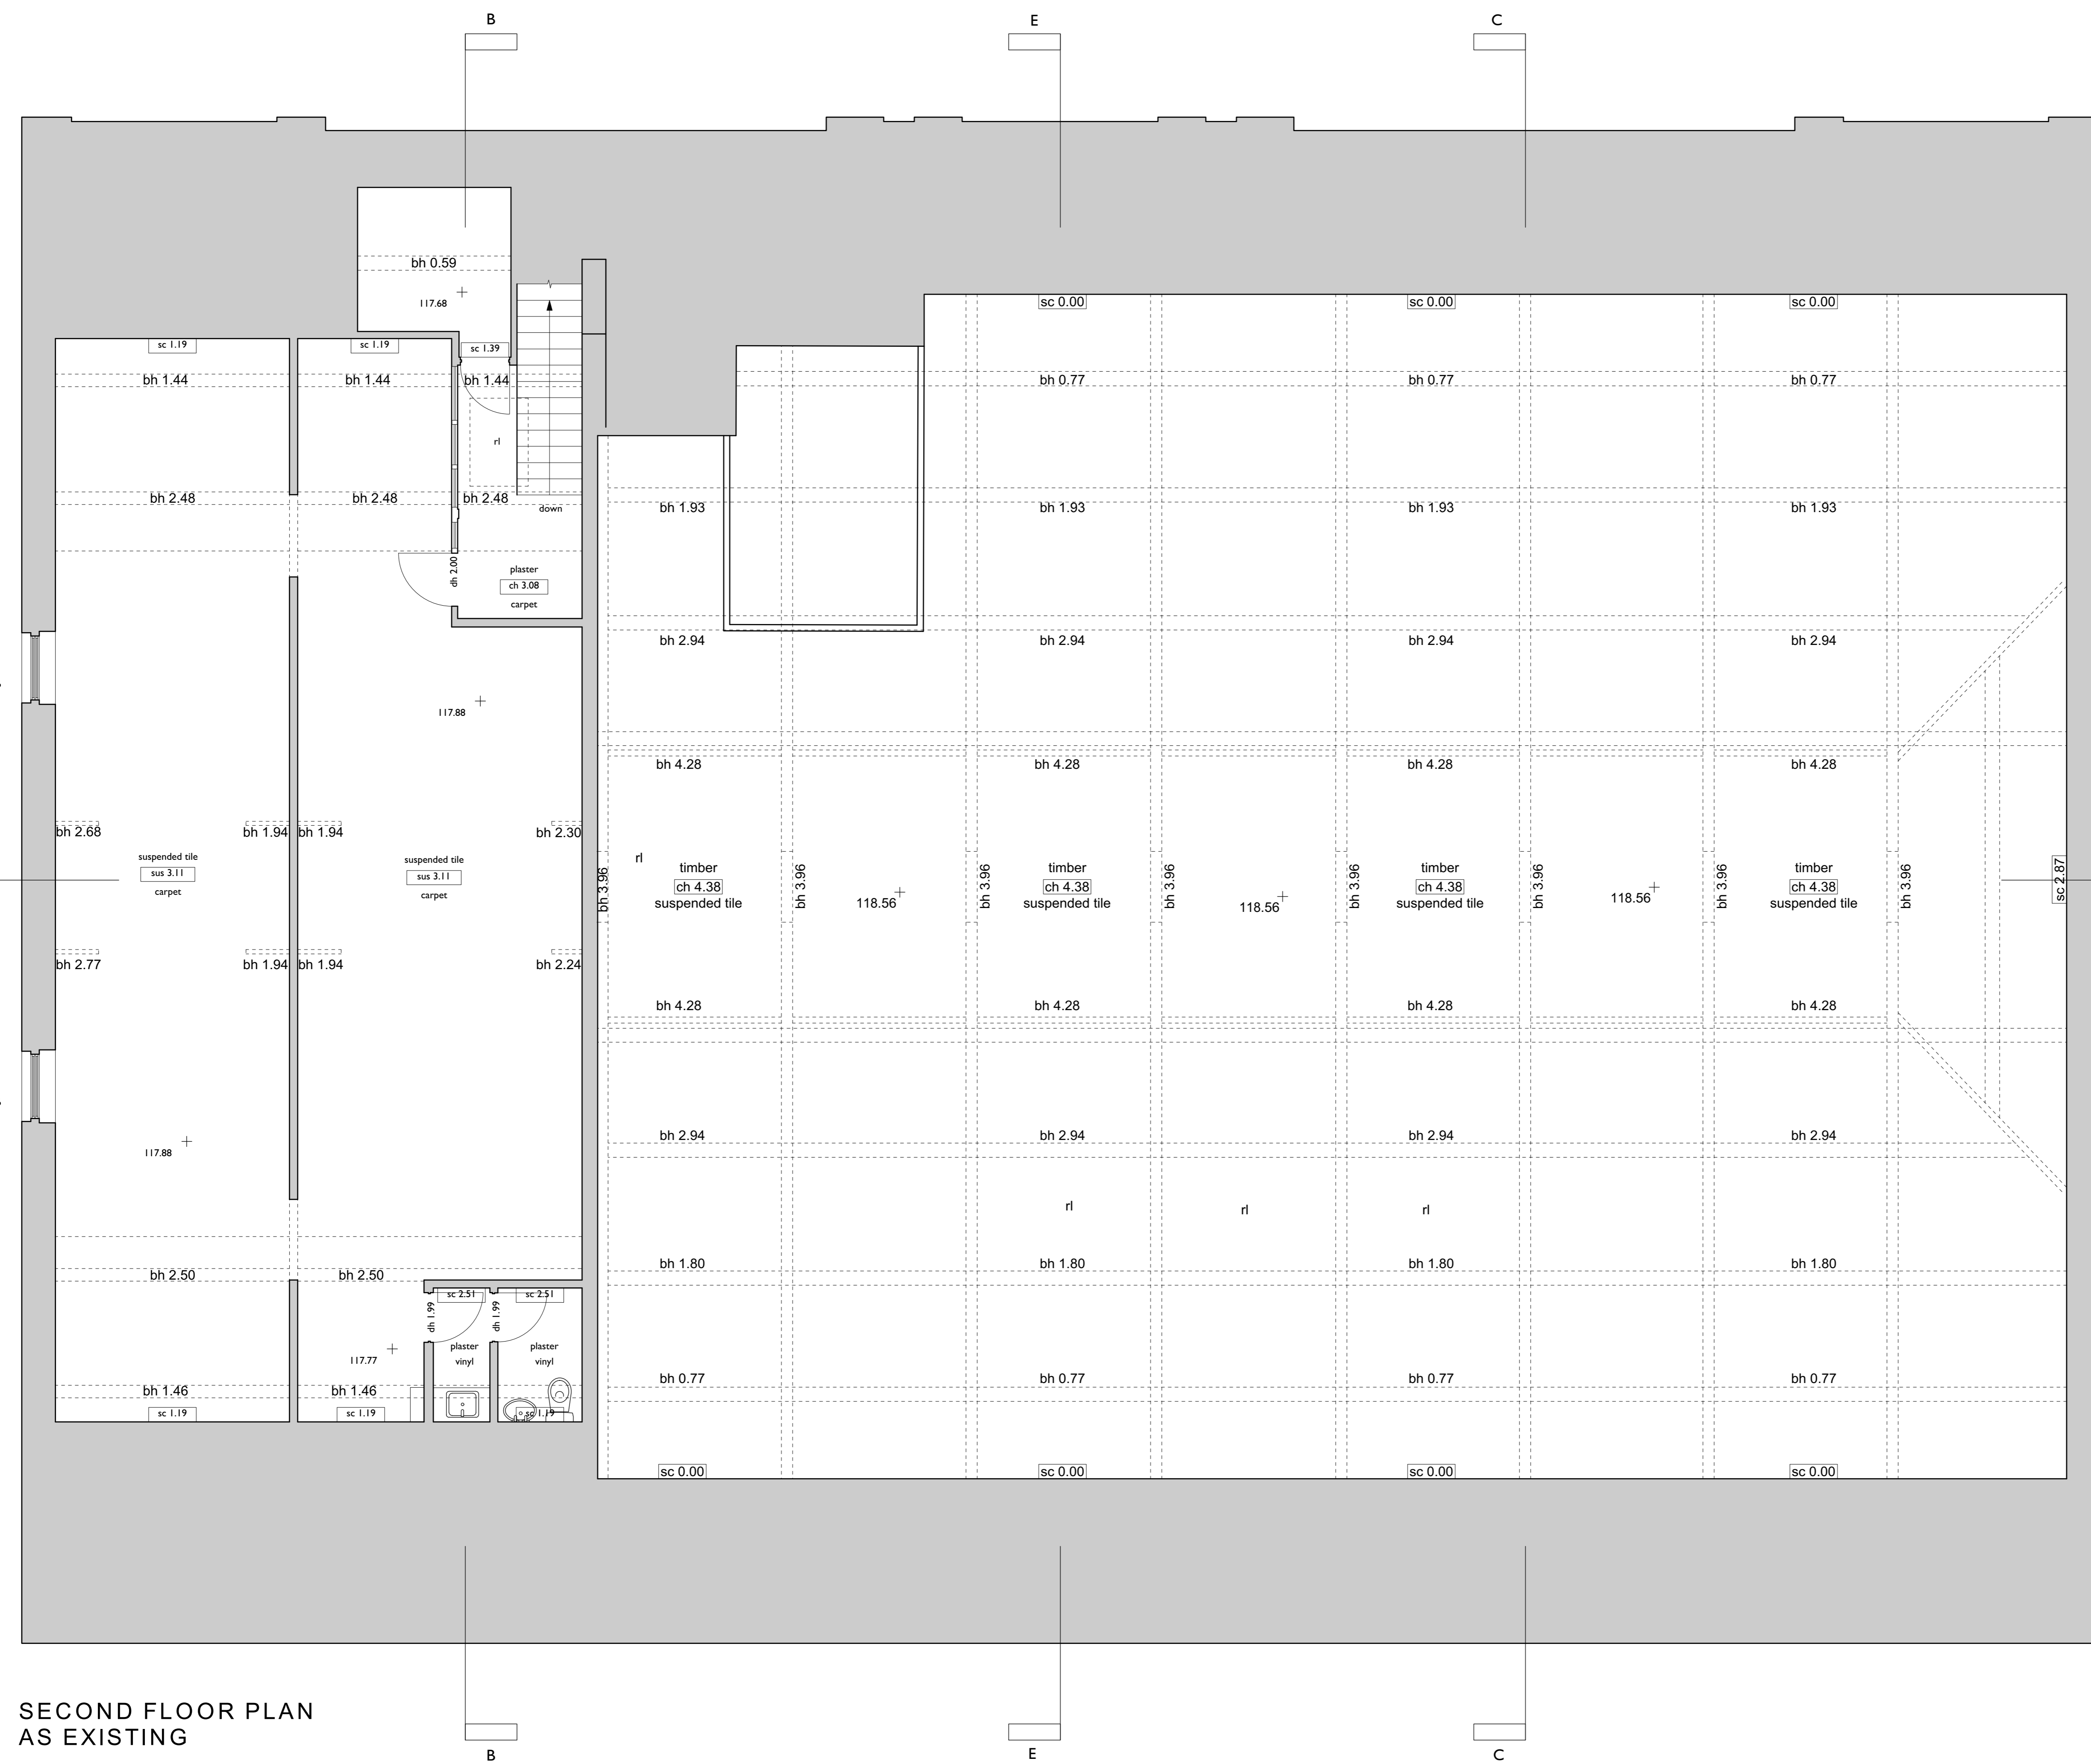 B
E
C
bh 0.59
117.68
sc 0.00
sc 0.00
sc 0.00
sc 1.19
sc 1.19
sc 1.39
bh 1.44
bh 1.44
bh 1.44
bh 0.77
bh 0.77
bh 0.77
rl
bh 2.48
bh 2.48
bh 2.48
down
bh 1.93
bh 1.93
bh 1.93
bh 1.93
dh 2.00
plaster
ch 3.08
carpet
bh 2.94
bh 2.94
bh 2.94
bh 2.94
117.88
bh 4.28
bh 4.28
bh 4.28
bh 4.28
bh 2.68
bh 1.94
bh 1.94
bh 2.30
suspended tile
sus 3.11
carpet
suspended tile
sus 3.11
carpet
bh 3.96
rl
timber
ch 4.38
suspended tile
bh 3.96
118.56
bh 3.96
timber
ch 4.38
suspended tile
bh 3.96
118.56
bh 3.96
timber
ch 4.38
suspended tile
bh 3.96
118.56
bh 3.96
timber
ch 4.38
suspended tile
bh 3.96
sc 2.87
bh 2.77
bh 1.94
bh 1.94
bh 2.24
bh 4.28
bh 4.28
bh 4.28
bh 4.28
117.88
bh 2.94
bh 2.94
bh 2.94
bh 2.94
rl
rl
rl
bh 2.50
bh 2.50
bh 1.80
bh 1.80
bh 1.80
bh 1.80
sc 2.51
sc 2.51
dh 1.99
dh 1.99
plaster
vinyl
plaster
vinyl
117.77
bh 1.46
bh 1.46
bh 0.77
bh 0.77
bh 0.77
bh 0.77
sc 1.19
sc 1.19
sc 1.19
sc 0.00
sc 0.00
sc 0.00
sc 0.00
SECOND FLOOR PLAN
AS EXISTING
B
E
C